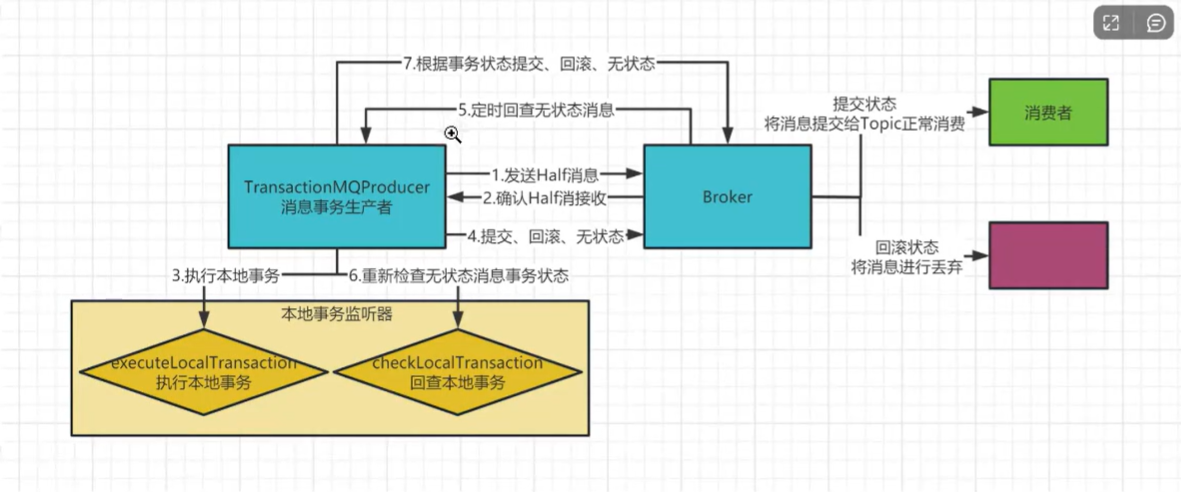 7.根据事务状态提交、回滚、无状态
5.定时回查无状态消息
提交状态
将消息提交给Topic正常消费
消费者
1.发送Half消息
TransactionMQProducer
消息事务生产者
2.确认Half消接收
Broker
4.提交、回滚、无状态
回滚状态
将消息进行丢弃
3.执行本地事务
6.重新检查无状态消息事务状态
本地事务监听器
executeLocalTransaction
执行本地事务
checkLocalTransaction
回查本地事务